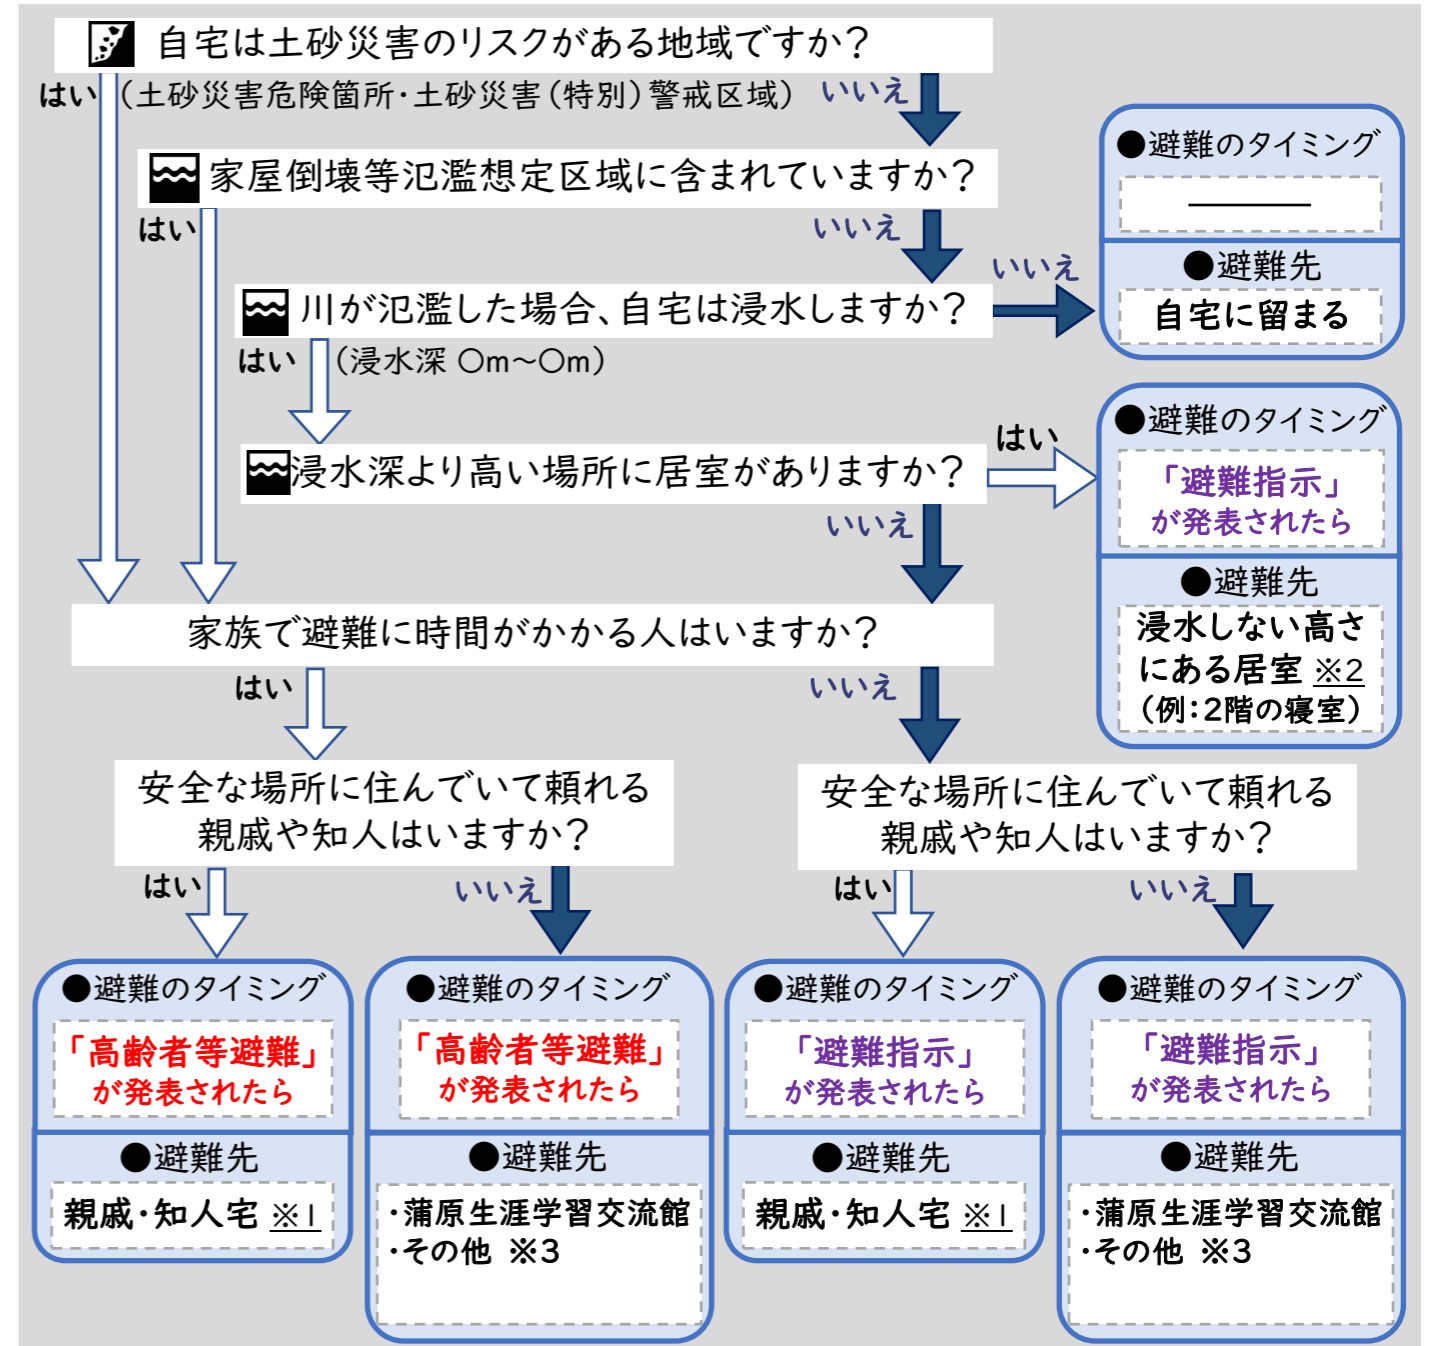 自宅は土砂災害のリスクがある地域ですか？
はい
（土砂災害危険箇所・土砂災害（特別）警戒区域）
いいえ
家屋倒壊等氾濫想定区域に含まれていますか？
はい
いいえ
川が氾濫した場合、自宅は浸水しますか？
いいえ
はい
（浸水深 〇m～〇m）
●避難のタイミング
―――――
●避難先
自宅に留まる
浸水深より高い場所に居室がありますか？
はい
いいえ
●避難のタイミング
「避難指示」
が発表されたら
●避難先
浸水しない高さ
にある居室 ※2
（例：2階の寝室）
家族で避難に時間がかかる人はいますか？
はい
いいえ
安全な場所に住んでいて頼れる
親戚や知人はいますか？
はい
いいえ
安全な場所に住んでいて頼れる
親戚や知人はいますか？
はい
いいえ
●避難のタイミング
「高齢者等避難」
が発表されたら
●避難先
親戚・知人宅 ※1
●避難のタイミング
「高齢者等避難」
が発表されたら
●避難先
・蒲原生涯学習交流館
・その他 ※3
●避難のタイミング
「避難指示」
が発表されたら
●避難先
親戚・知人宅 ※1
●避難のタイミング
「避難指示」
が発表されたら
●避難先
・蒲原生涯学習交流館
・その他 ※3